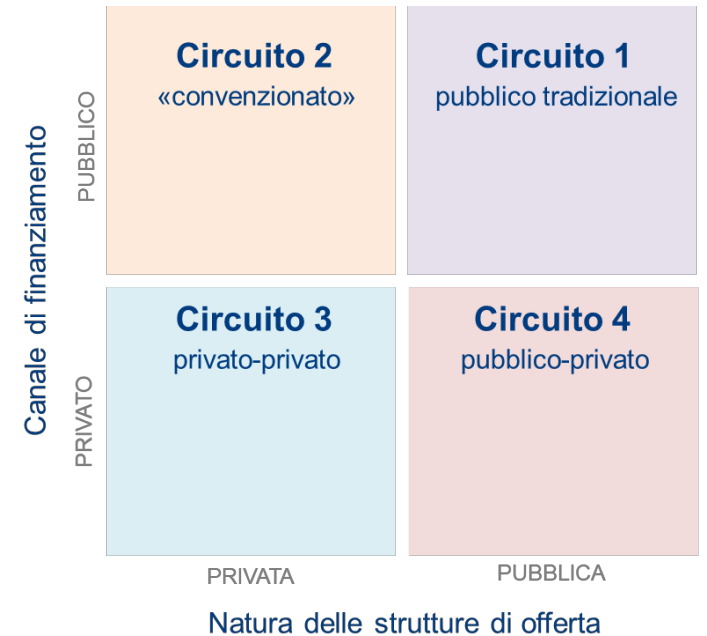 Canale di finanziamento
PUBBLICO
Circuito 2
«convenzionato»
Circuito 1
pubblico tradizionale
PRIVATO
Circuito 3
privato-privato
Circuito 4
pubblico-privato
PRIVATA
PUBBLICA
Natura delle strutture di offerta